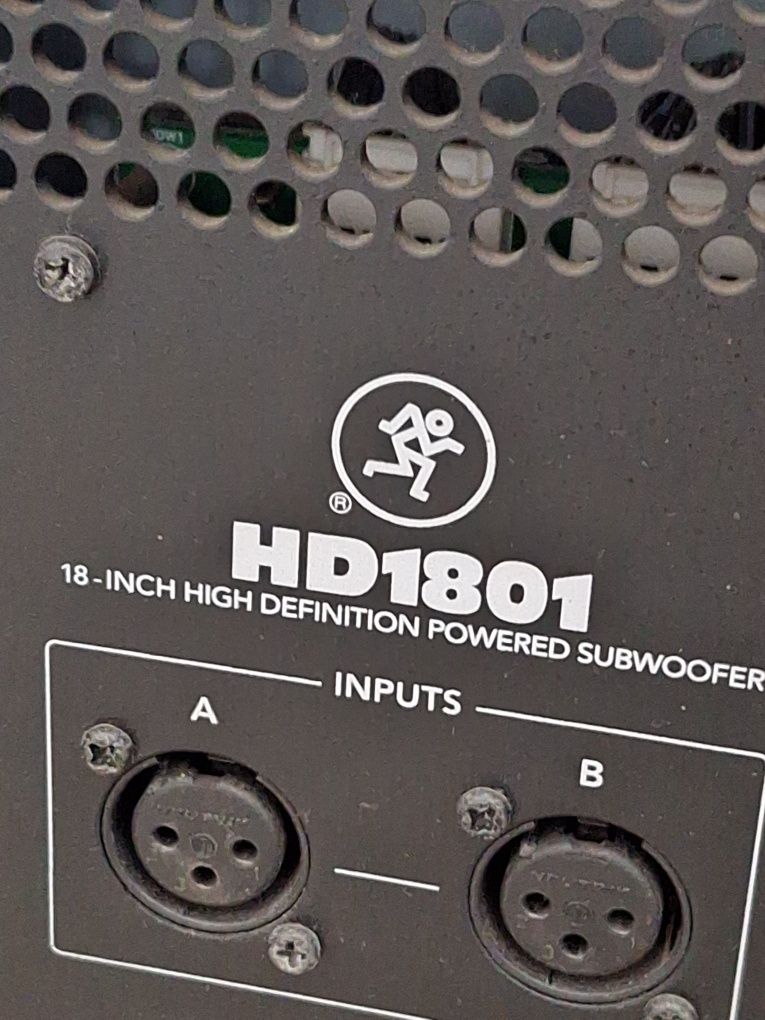 ®
HD1801
18-INCH HIGH DEFINITION POWERED SUBWOOFER
INPUTS
A
B